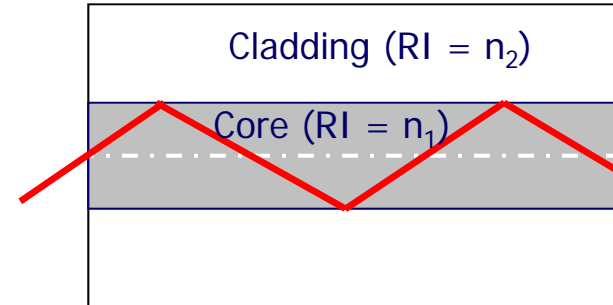 Cladding (RI = n₂)
Core (RI = n₁)